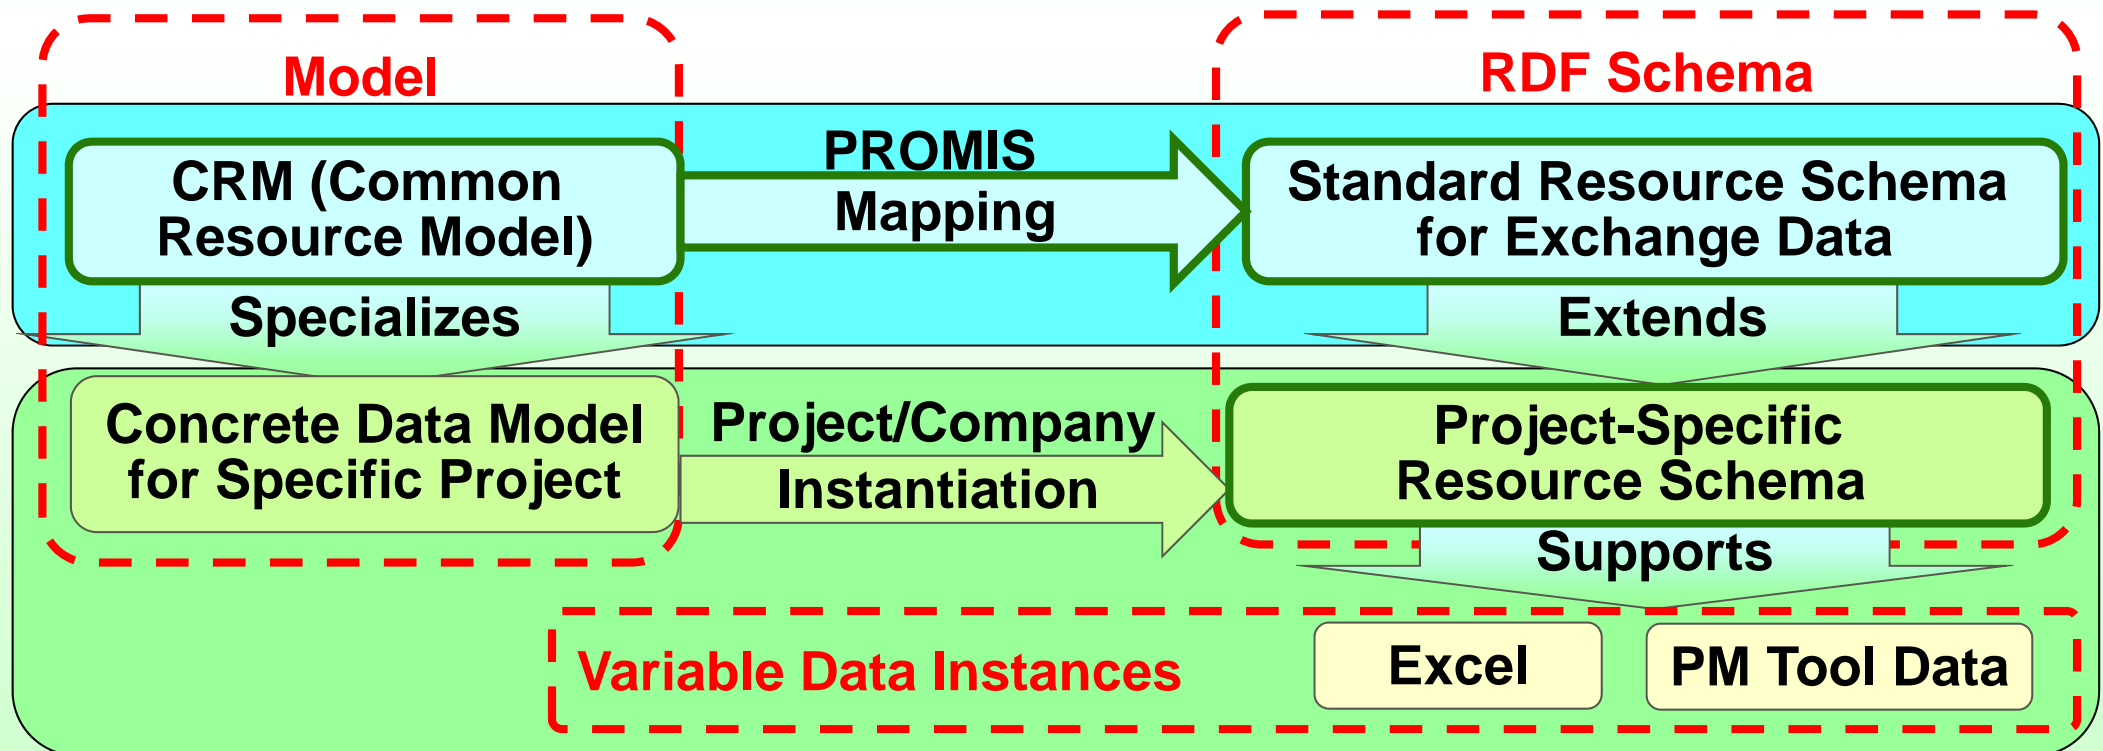 Model
RDF Schema
CRM (Common
Resource Model)
PROMIS
Mapping
Standard Resource Schema
for Exchange Data
Specializes
Extends
Concrete Data Model
for Specific Project
Project/Company
Instantiation
Project-Specific
Resource Schema
Supports
Variable Data Instances
Excel
PM Tool Data